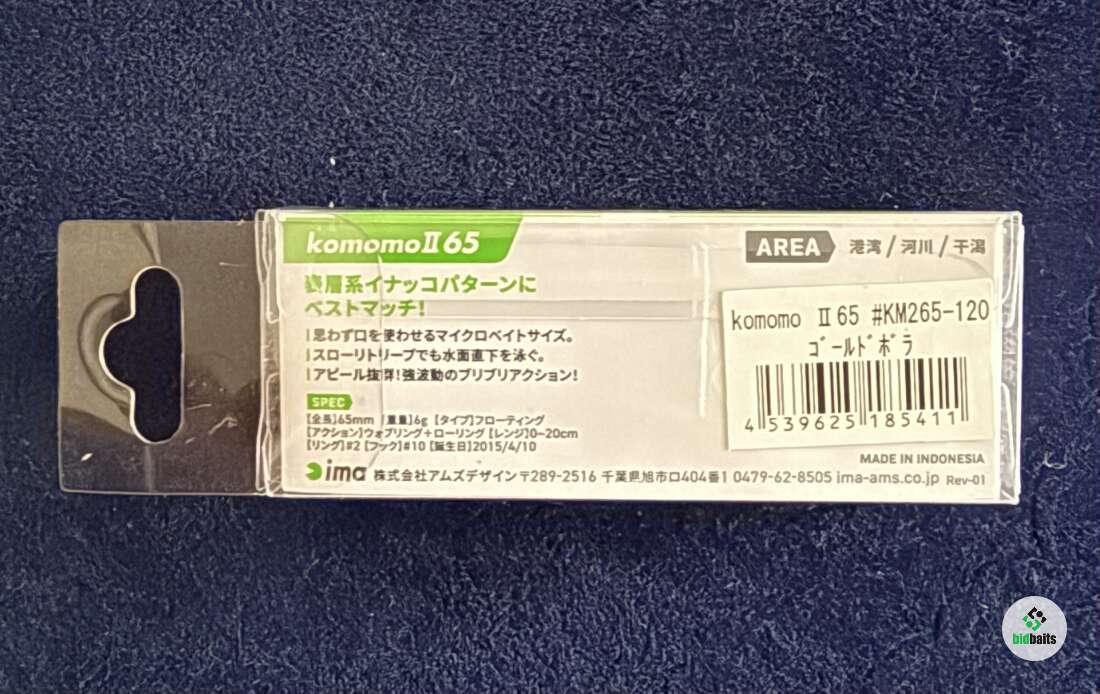 komomoⅡ65
AREA 港湾/河川/干潟
表層系イナッコパターンに
ベストマッチ!
思わず口を使わせるマイクロベイトサイズ。
スローリトリーブでも水面直下を泳ぐ。
アピール抜群!強波動のブリブリアクション!
SPEC
【全長】65mm 【重量】6g 【タイプ】フローティング
【アクション】ウォブリング+ローリング 【レンジ】0-20cm
【リング】#2 【フック】#10 【誕生日】2015/4/10
komomo Ⅱ65 #KM265-120
ゴールドボラ
4 539625 185411
MADE IN INDONESIA
ima 株式会社アムズデザイン 〒289-2516 千葉県旭市ロ404番1 0479-62-8505 ima-ams.co.jp Rev-01
bidbaits